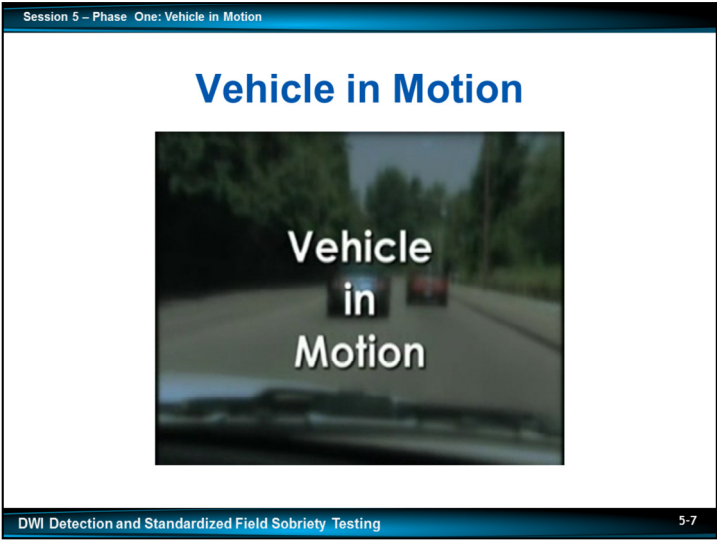 Session 5 – Phase One: Vehicle in Motion
Vehicle in Motion
Vehicle
in
Motion
DWI Detection and Standardized Field Sobriety Testing
5-7